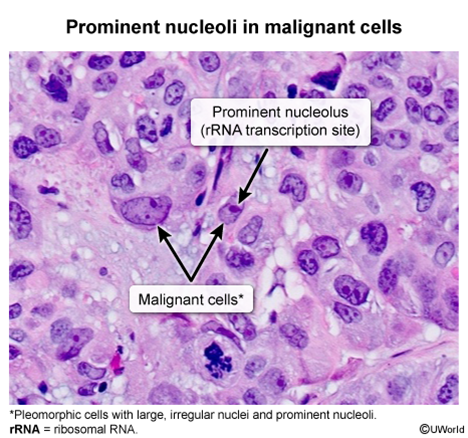 Prominent nucleoli in malignant cells
Prominent nucleolus
(rRNA transcription site)
Malignant cells*
*Pleomorphic cells with large, irregular nuclei and prominent nucleoli.
rRNA = ribosomal RNA.
©UWorld